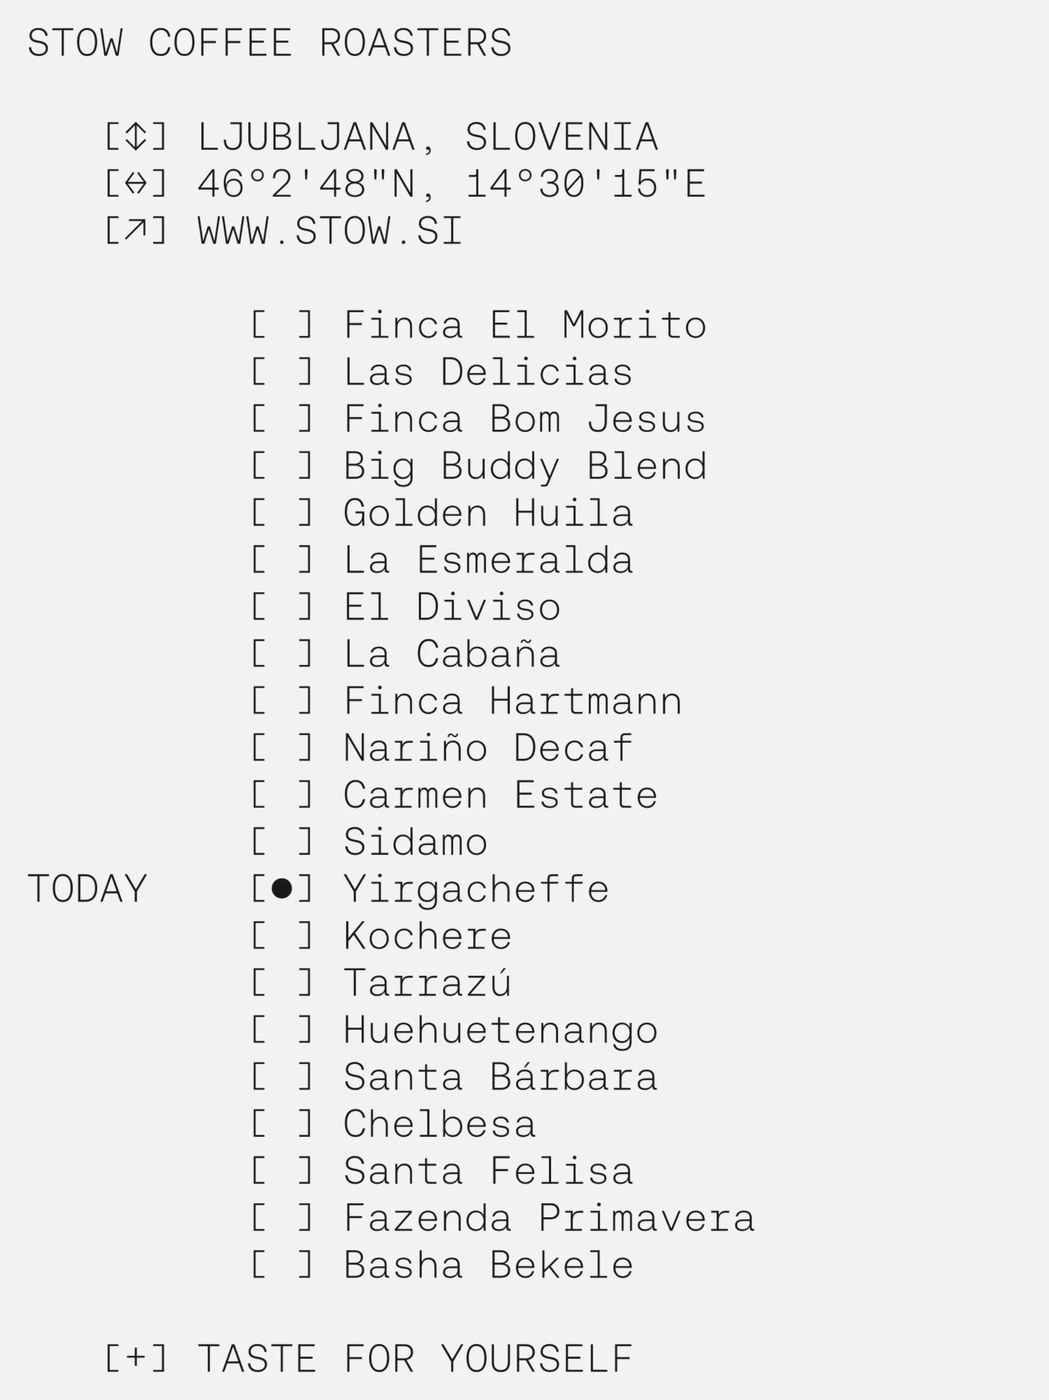 STOW COFFEE ROASTERS
[↕] LJUBLJANA, SLOVENIA
[↔] 46°2'48"N, 14°30'15"E
[↗] WWW.STOW.SI
[ ] Finca El Morito
[ ] Las Delicias
[ ] Finca Bom Jesus
[ ] Big Buddy Blend
[ ] Golden Huila
[ ] La Esmeralda
[ ] El Diviso
[ ] La Cabaña
[ ] Finca Hartmann
[ ] Nariño Decaf
[ ] Carmen Estate
[ ] Sidamo
TODAY [●] Yirgacheffe
[ ] Kochere
[ ] Tarrazú
[ ] Huehuetenango
[ ] Santa Bárbara
[ ] Chelbesa
[ ] Santa Felisa
[ ] Fazenda Primavera
[ ] Basha Bekele
[+] TASTE FOR YOURSELF